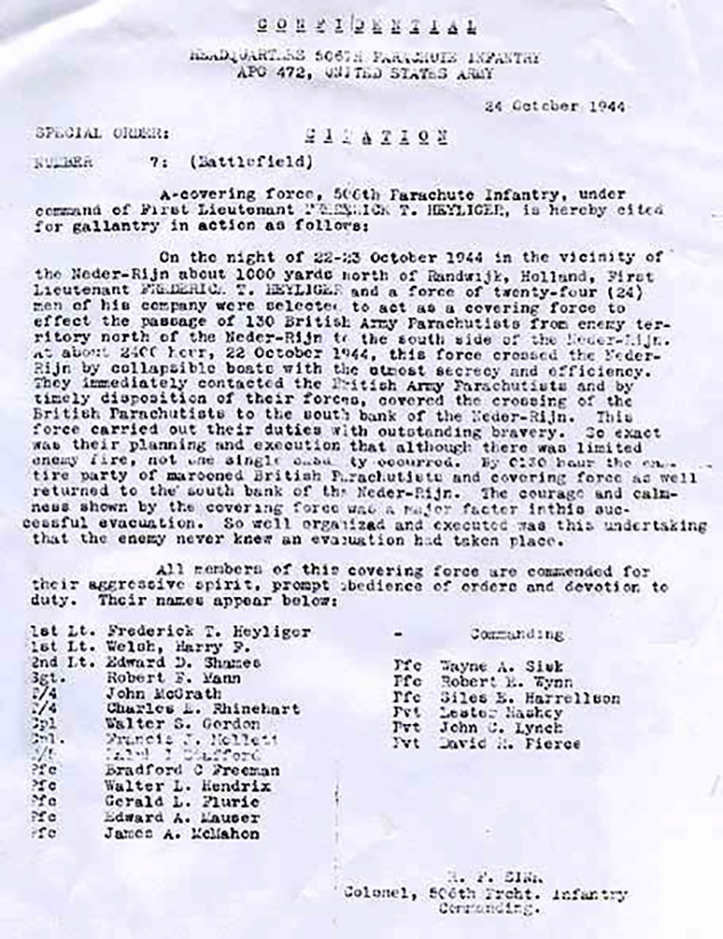 CONFIDENTIAL
HEADQUARTERS 506TH PARACHUTE INFANTRY
APO 472, UNITED STATES ARMY
24 October 1944
SPECIAL ORDER: CITATION
NUMBER 7: (Battlefield)
A-covering force, 506th Parachute Infantry, under
command of First Lieutenant FREDERICK T. HEYLIGER, is hereby cited
for gallantry in action as follows:
On the night of 22-23 October 1944 in the vicinity of
the Neder-Rijn about 1000 yards north of Randwijk, Holland, First
Lieutenant FREDERICK T. HEYLIGER and a force of twenty-four (24)
men of his company were selected to act as a covering force to
effect the passage of 130 British Army Parachutists from enemy ter-
ritory north of the Neder-Rijn to the south side of the Neder-Rijn.
At about 2400 hour, 22 October 1944, this force crossed the Neder-
Rijn by collapsible boats with the utmost secrecy and efficiency.
They immediately contacted the British Army Parachutists and by
timely disposition of their forces, covered the crossing of the
British Parachutists to the south bank of the Neder-Rijn. This
force carried out their duties with outstanding bravery. So exact
was their planning and execution that although there was limited
enemy fire, not one single casualty occurred. By 0130 hour the en-
tire party of marooned British Parachutists and covering force as well
returned to the south bank of the Neder-Rijn. The courage and calm-
ness shown by the covering force was a major factor inthis suc-
cessful evacuation. So well organized and executed was this undertaking
that the enemy never knew an evacuation had taken place.
All members of this covering force are commended for
their aggressive spirit, prompt obedience of orders and devotion to
duty. Their names appear below:
1st Lt. Frederick T. Heyliger - Commanding
1st Lt. Welsh, Harry F.
2nd Lt. Edward D. Shames
Sgt. Robert F. Mann
T/4 John McGrath
T/4 Charles E. Rhinehart
Cpl Walter S. Gordon
Cpl. Francis J. Mellett
Pfc Bradford C Freeman
Pfc Walter L. Hendrix
Pfc Gerald L. Flurie
Pfc Edward A. Mauser
Pfc James A. McMahon
Pfc Wayne A. Sisk
Pfc Robert E. Wynn
Pfc Siles E. Harrellson
Pvt Lester Hashey
Pvt John C. Lynch
Pvt David M. Pierce
R. F. SINK
Colonel, 506th Prcht. Infantry
Commanding.